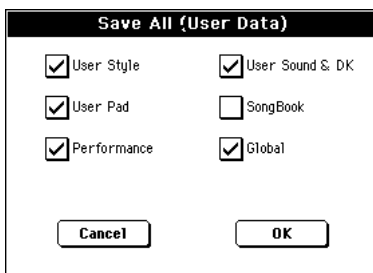 Save All (User Data)
User Style
User Sound & DK
User Pad
SongBook
Performance
Global
Cancel
OK